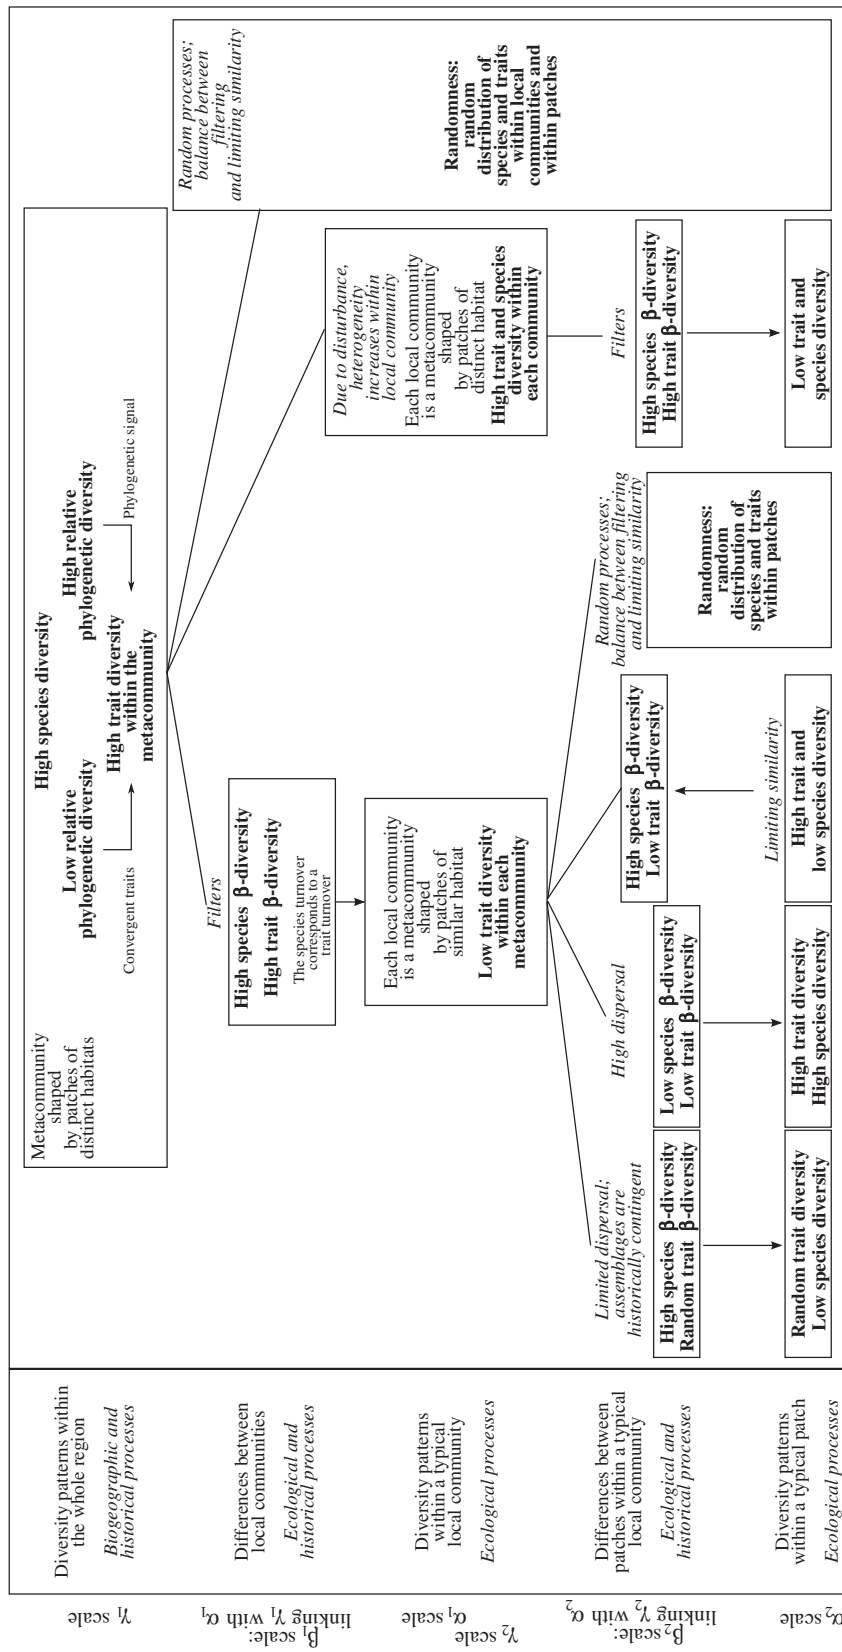 γ1 scale
Diversity patterns within
the whole region
Biogeographic and
historical processes
Metacommunity
shaped
by patches of
distinct habitats
High species diversity
Low relative
phylogenetic diversity
High relative
phylogenetic diversity
Convergent traits
Phylogenetic signal
High trait diversity
within the
metacommunity
β1 scale:
linking γ1 with α1
Differences between
local communities
Ecological and
historical processes
Filters
High species β-diversity
High trait β-diversity
The species turnover
corresponds to a
trait turnover
Random processes;
balance between
filtering
and limiting similarity
Randomness:
random
distribution of
species and traits
within local
communities and
within patches
γ2 scale
α1 scale
Diversity patterns
within a typical
local community
Ecological processes
Each local community
is a metacommunity
shaped
by patches of
similar habitat
Low trait diversity
within each
metacommunity
Due to disturbance,
heterogeneity
increases within
local community
Each local community
is a metacommunity
shaped
by patches of
distinct habitat
High trait and species
diversity within
each community
β2 scale:
linking γ2 with α2
Differences between
patches within a typical
local community
Ecological and
historical processes
Limited dispersal;
assemblages are
historically contingent
High species β-diversity
Random trait β-diversity
High dispersal
Low species β-diversity
Low trait β-diversity
High species β-diversity
Low trait β-diversity
Random processes;
balance between filtering
and limiting similarity
Randomness:
random
distribution of
species and traits
within patches
Filters
High species β-diversity
High trait β-diversity
α2 scale
Diversity patterns
within a typical patch
Ecological processes
Random trait diversity
Low species diversity
High trait diversity
High species diversity
Limiting similarity
High trait and
low species diversity
Low trait and
species diversity